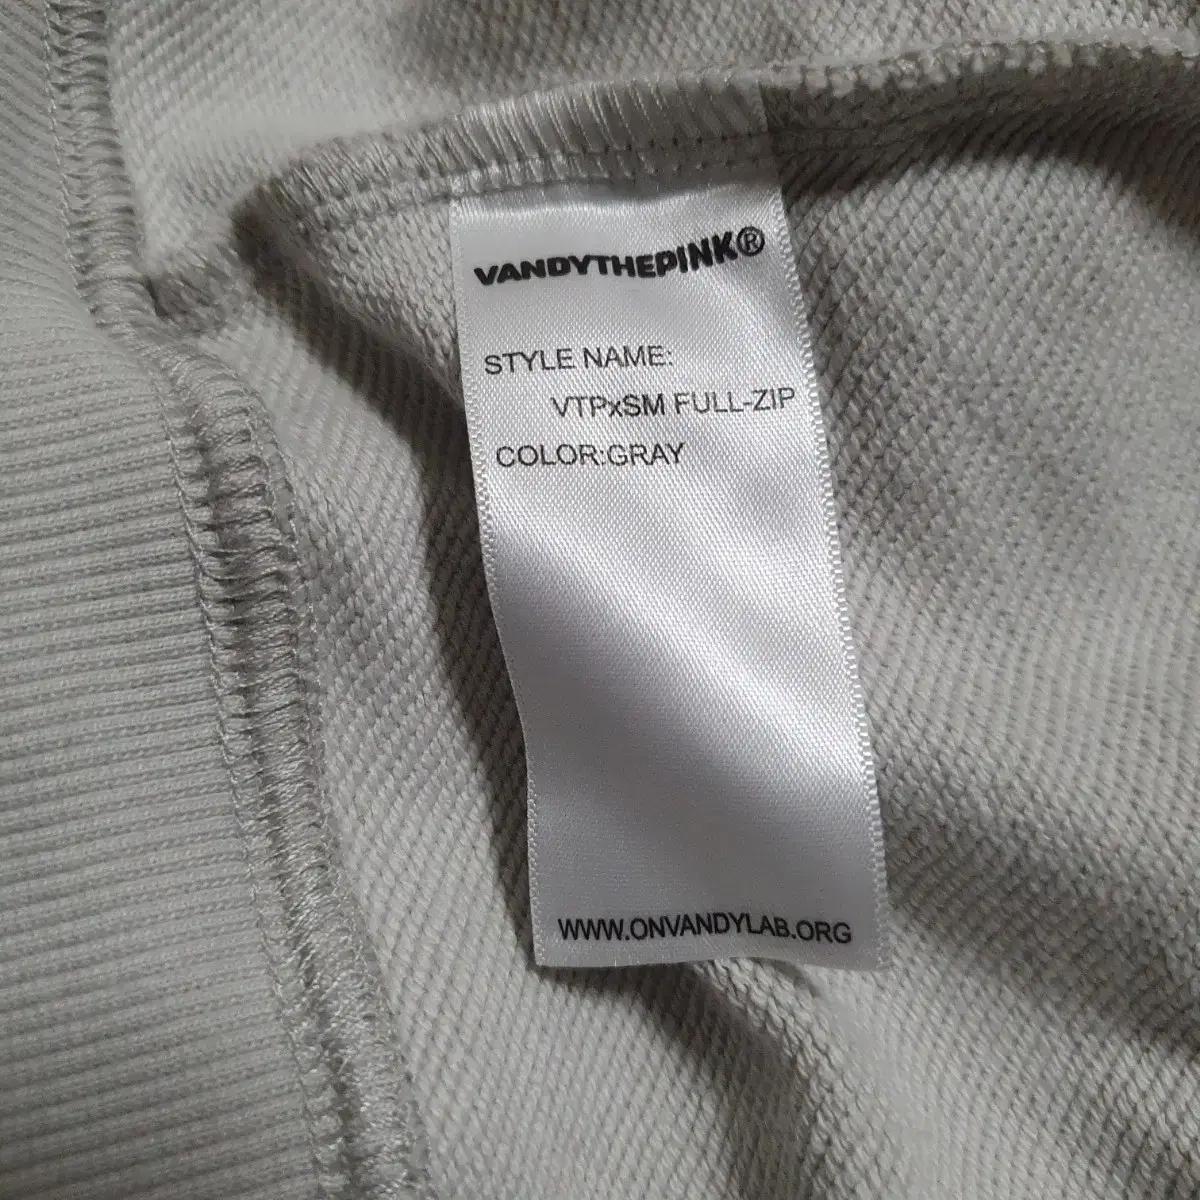 VANDYTHEPINK®
STYLE NAME:
VTPxSM FULL-ZIP
COLOR:GRAY
WWW.ONVANDYLAB.ORG